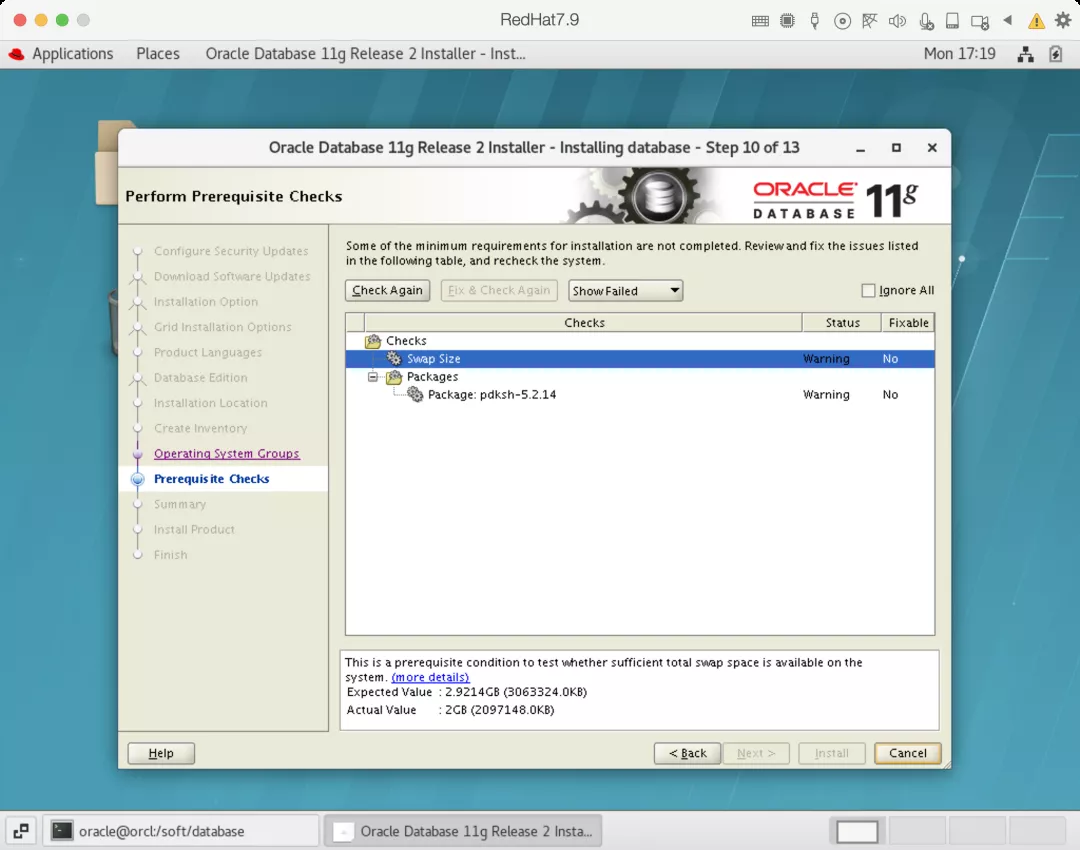 RedHat7.9
Applications Places Oracle Database 11g Release 2 Installer - Inst... Mon 17:19
Oracle Database 11g Release 2 Installer - Installing database - Step 10 of 13
Perform Prerequisite Checks
ORACLE® 11g
DATABASE
Configure Security Updates
Download Software Updates
Installation Option
Grid Installation Options
Product Languages
Database Edition
Installation Location
Create Inventory
Operating System Groups
Prerequisite Checks
Summary
Install Product
Finish
Some of the minimum requirements for installation are not completed. Review and fix the issues listed
in the following table, and recheck the system.
Check Again Fix & Check Again Show Failed Ignore All
Checks Status Fixable
Checks
Swap Size Warning No
Packages
Package: pdksh-5.2.14 Warning No
This is a prerequisite condition to test whether sufficient total swap space is available on the
system. (more details)
Expected Value : 2.9214GB (3063324.0KB)
Actual Value : 2GB (2097148.0KB)
Help < Back Next > Install Cancel
oracle@orcl:/soft/database Oracle Database 11g Release 2 Insta...